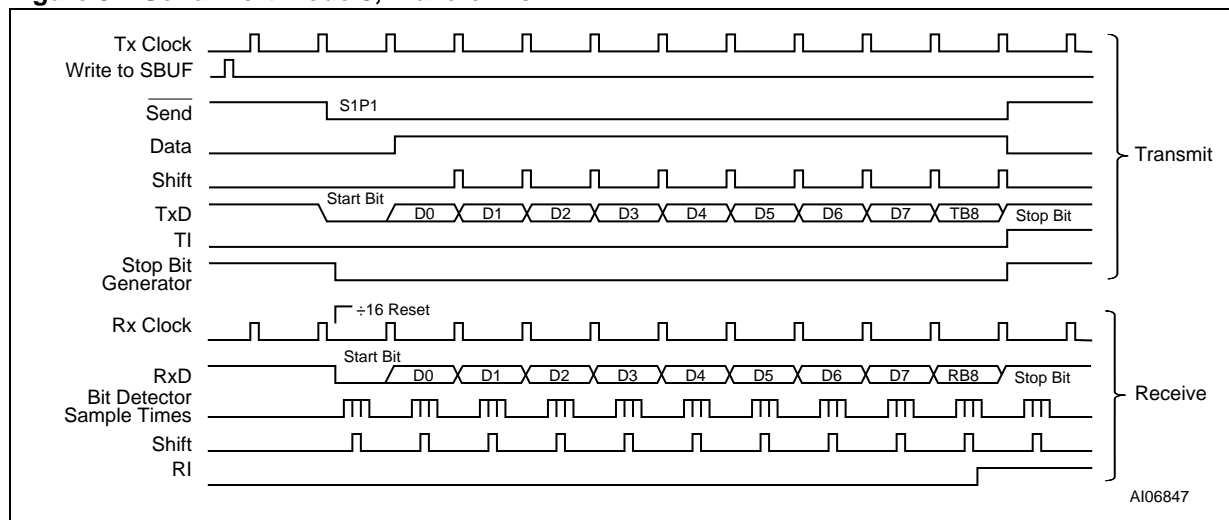 Tx Clock
Write to SBUF
Send
S1P1
Data
Shift
TxD
Start Bit
D0 D1 D2 D3 D4 D5 D6 D7 TB8
Stop Bit
TI
Stop Bit
Generator
Transmit
÷16 Reset
Rx Clock
RxD
Start Bit
D0 D1 D2 D3 D4 D5 D6 D7 RB8
Stop Bit
Bit Detector
Sample Times
Shift
RI
Receive
AI06847